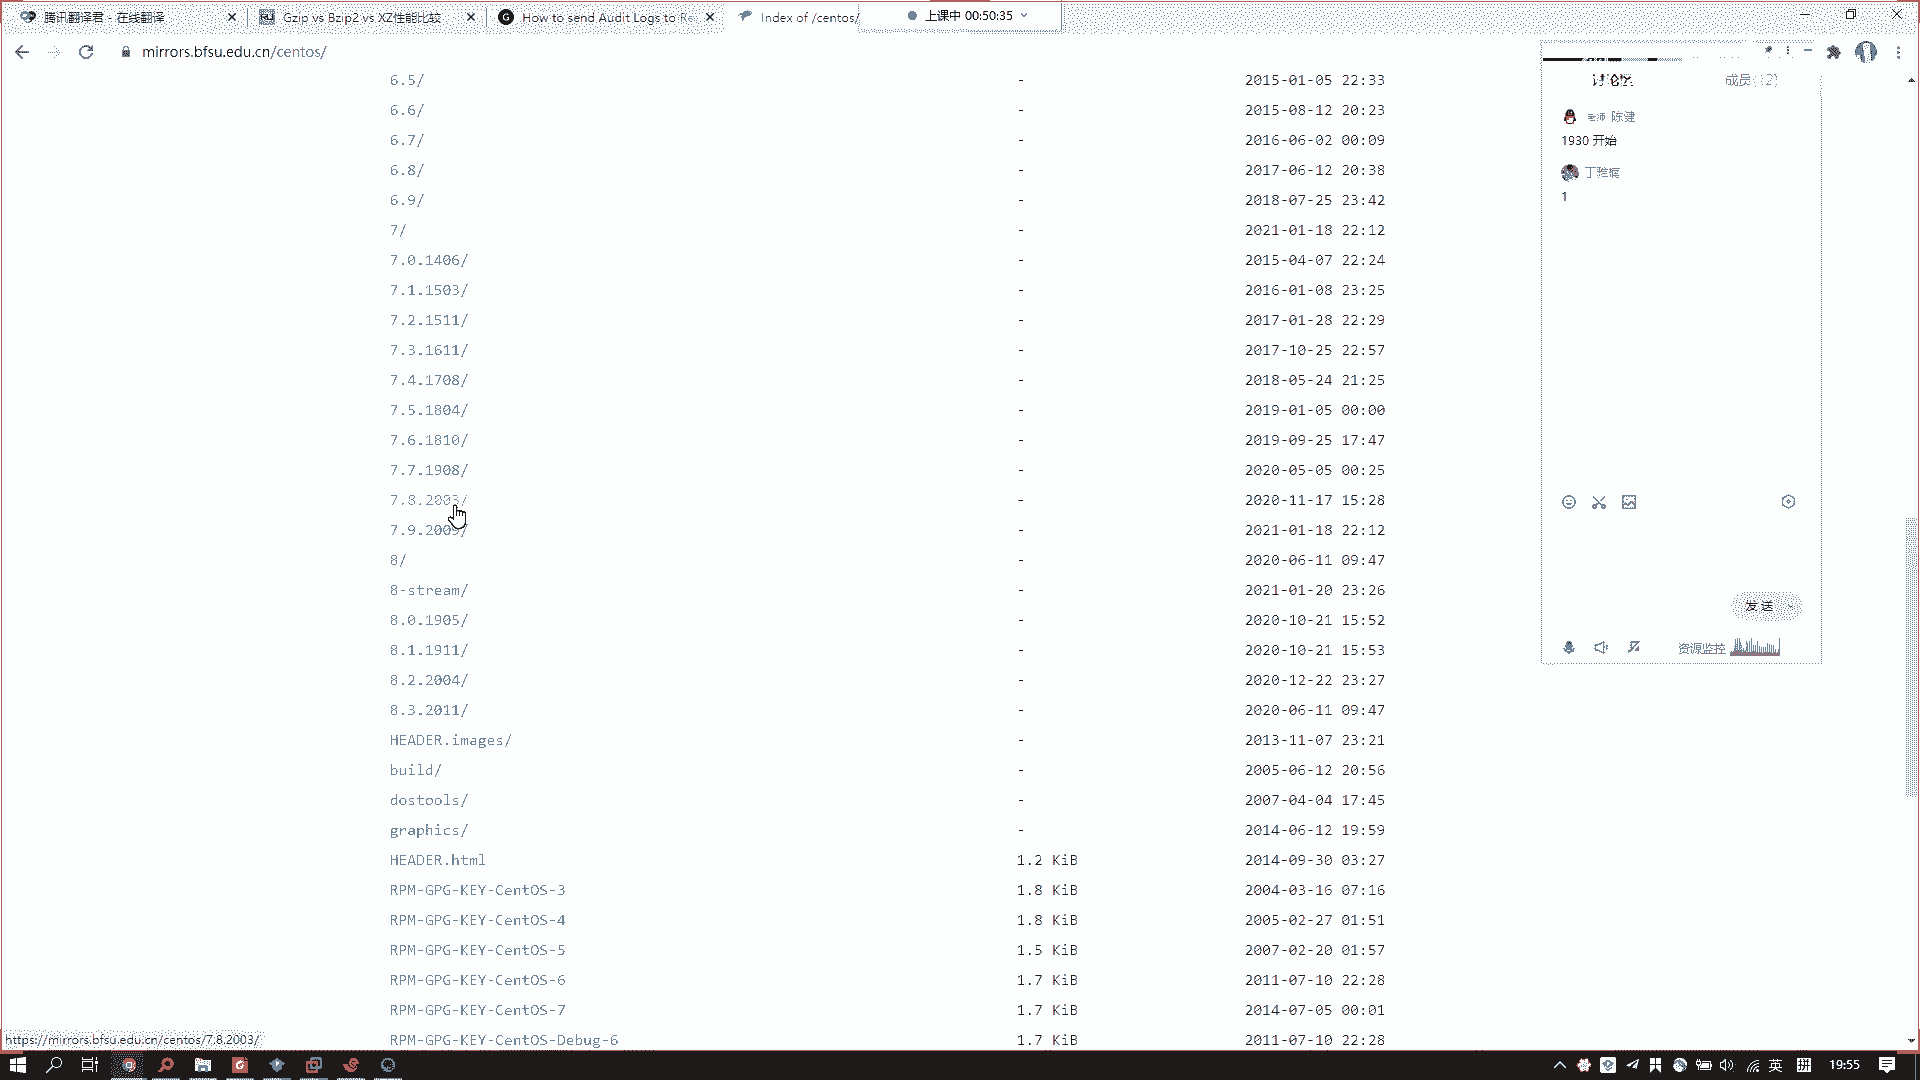 腾讯翻译君 - 在线翻译
Gzip vs Bzip2 vs XZ性能比较
How to send Audit Logs to Re
Index of /centos/
上课中 00:50:35
mirrors.bfsu.edu.cn/centos/
6.5/ - 2015-01-05 22:33
6.6/ - 2015-08-12 20:23
6.7/ - 2016-06-02 00:09
6.8/ - 2017-06-12 20:38
6.9/ - 2018-07-25 23:42
7/ - 2021-01-18 22:12
7.0.1406/ - 2015-04-07 22:24
7.1.1503/ - 2016-01-08 23:25
7.2.1511/ - 2017-01-28 22:29
7.3.1611/ - 2017-10-25 22:57
7.4.1708/ - 2018-05-24 21:25
7.5.1804/ - 2019-01-05 00:00
7.6.1810/ - 2019-09-25 17:47
7.7.1908/ - 2020-05-05 00:25
7.8.2003/ - 2020-11-17 15:28
7.9.2009/ - 2021-01-18 22:12
8/ - 2020-06-11 09:47
8-stream/ - 2021-01-20 23:26
8.0.1905/ - 2020-10-21 15:52
8.1.1911/ - 2020-10-21 15:53
8.2.2004/ - 2020-12-22 23:27
8.3.2011/ - 2020-06-11 09:47
HEADER.images/ - 2013-11-07 23:21
build/ - 2005-06-12 20:56
dostools/ - 2007-04-04 17:45
graphics/ - 2014-06-12 19:59
HEADER.html 1.2 KiB 2014-09-30 03:27
RPM-GPG-KEY-CentOS-3 1.8 KiB 2004-03-16 07:16
RPM-GPG-KEY-CentOS-4 1.8 KiB 2005-02-27 01:51
RPM-GPG-KEY-CentOS-5 1.5 KiB 2007-02-20 01:57
RPM-GPG-KEY-CentOS-6 1.7 KiB 2011-07-10 22:28
RPM-GPG-KEY-CentOS-7 1.7 KiB 2014-07-05 00:01
RPM-GPG-KEY-CentOS-Debug-6 1.7 KiB 2011-07-10 22:28
讨论区
成员(12)
老师 陈健
1930 开始
1
发送
资源监控
https://mirrors.bfsu.edu.cn/centos/7.8.2003/
英
拼
19:55